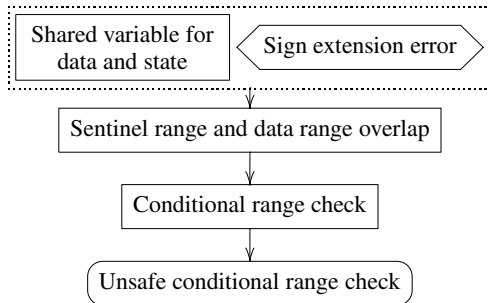 Shared variable for
data and state
Sign extension error
Sentinel range and data range overlap
Conditional range check
Unsafe conditional range check